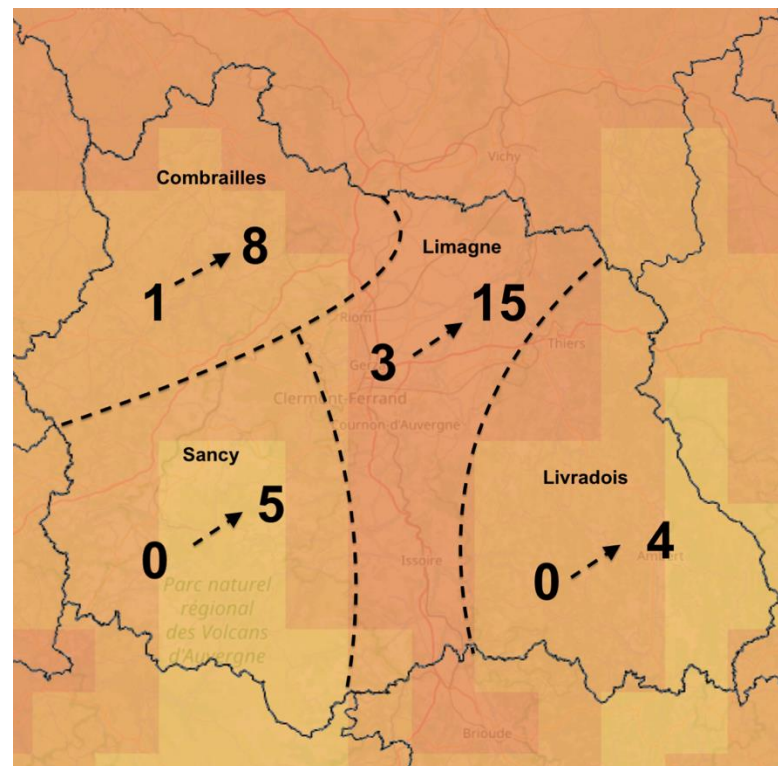 Vichy
Combrailles
Limagne
1
8
3
15
Riom
Thiers
Clermont-Ferrand
Cournon-d'Auvergne
Sancy
Livradois
0
5
0
4
Issoire
Parc naturel
régional
des Volcans
d'Auvergne
Brioude